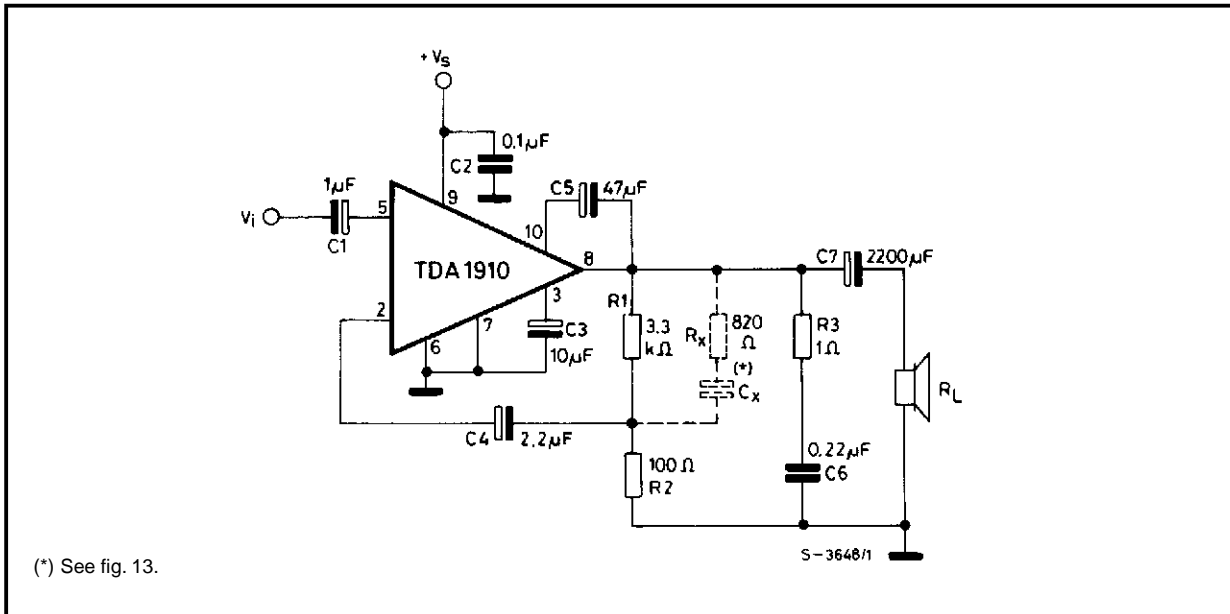 + Vs
0.1µF
C2
1µF
Vi
C1
5
9
10
C5
47µF
TDA1910
8
C7
2200µF
2
3
7
6
C3
10µF
R1
3.3
kΩ
Rx
820
Ω
(*)
Cx
R3
1Ω
RL
C4
2.2µF
100Ω
R2
0.22µF
C6
S-3648/1
(*) See fig. 13.